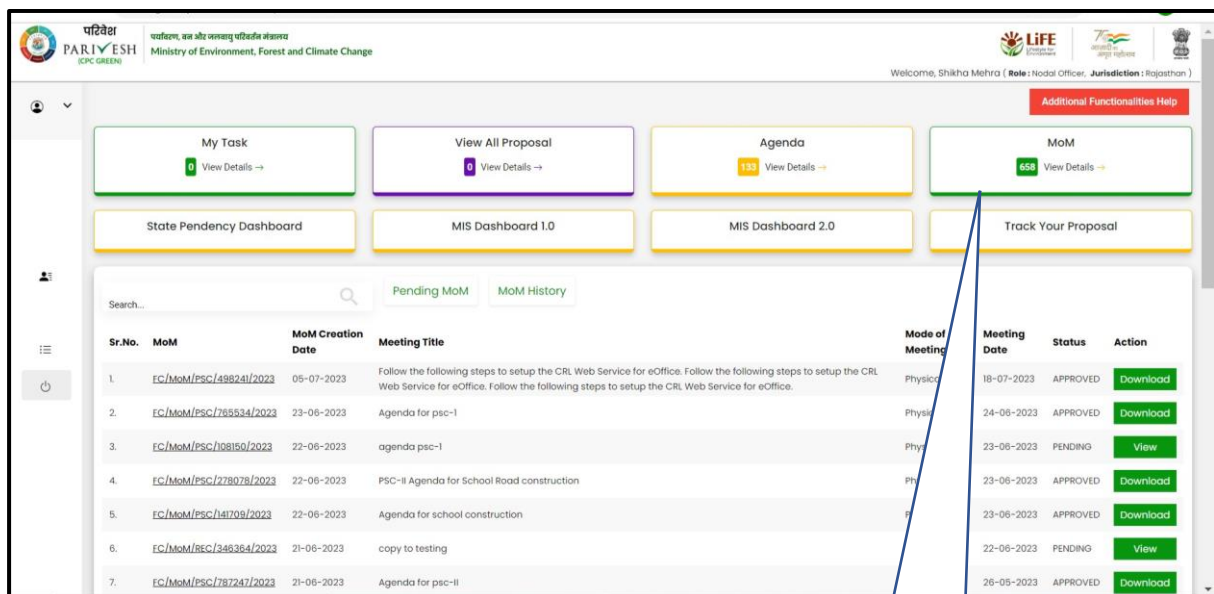 परिवेश
PARIVESH
(CPC GREEN)
पर्यावरण, वन और जलवायु परिवर्तन मंत्रालय
Ministry of Environment, Forest and Climate Change
LiFE
Lifestyle for
Environment
आज़ादी का
अमृत महोत्सव
Welcome, Shikha Mehra ( Role : Nodal Officer, Jurisdiction : Rajasthan )
Additional Functionalities Help
My Task
0 View Details →
View All Proposal
0 View Details →
Agenda
133 View Details →
MoM
658 View Details →
State Pendency Dashboard
MIS Dashboard 1.0
MIS Dashboard 2.0
Track Your Proposal
Search...
Pending MoM
MoM History
Sr.No. MoM MoM Creation Date Meeting Title Mode of Meeting Meeting Date Status Action
1. FC/MoM/PSC/498241/2023 05-07-2023 Follow the following steps to setup the CRL Web Service for eOffice. Follow the following steps to setup the CRL Physica 18-07-2023 APPROVED Download
Web Service for eOffice. Follow the following steps to setup the CRL Web Service for eOffice.
2. FC/MoM/PSC/765534/2023 23-06-2023 Agenda for psc-1 Physic 24-06-2023 APPROVED Download
3. FC/MoM/PSC/108150/2023 22-06-2023 agenda psc-1 Phys 23-06-2023 PENDING View
4. FC/MoM/PSC/278078/2023 22-06-2023 PSC-II Agenda for School Road construction Ph 23-06-2023 APPROVED Download
5. FC/MoM/PSC/141709/2023 22-06-2023 Agenda for school construction P 23-06-2023 APPROVED Download
6. FC/MoM/REC/346364/2023 21-06-2023 copy to testing 22-06-2023 PENDING View
7. FC/MoM/PSC/787247/2023 21-06-2023 Agenda for psc-II 26-05-2023 APPROVED Download